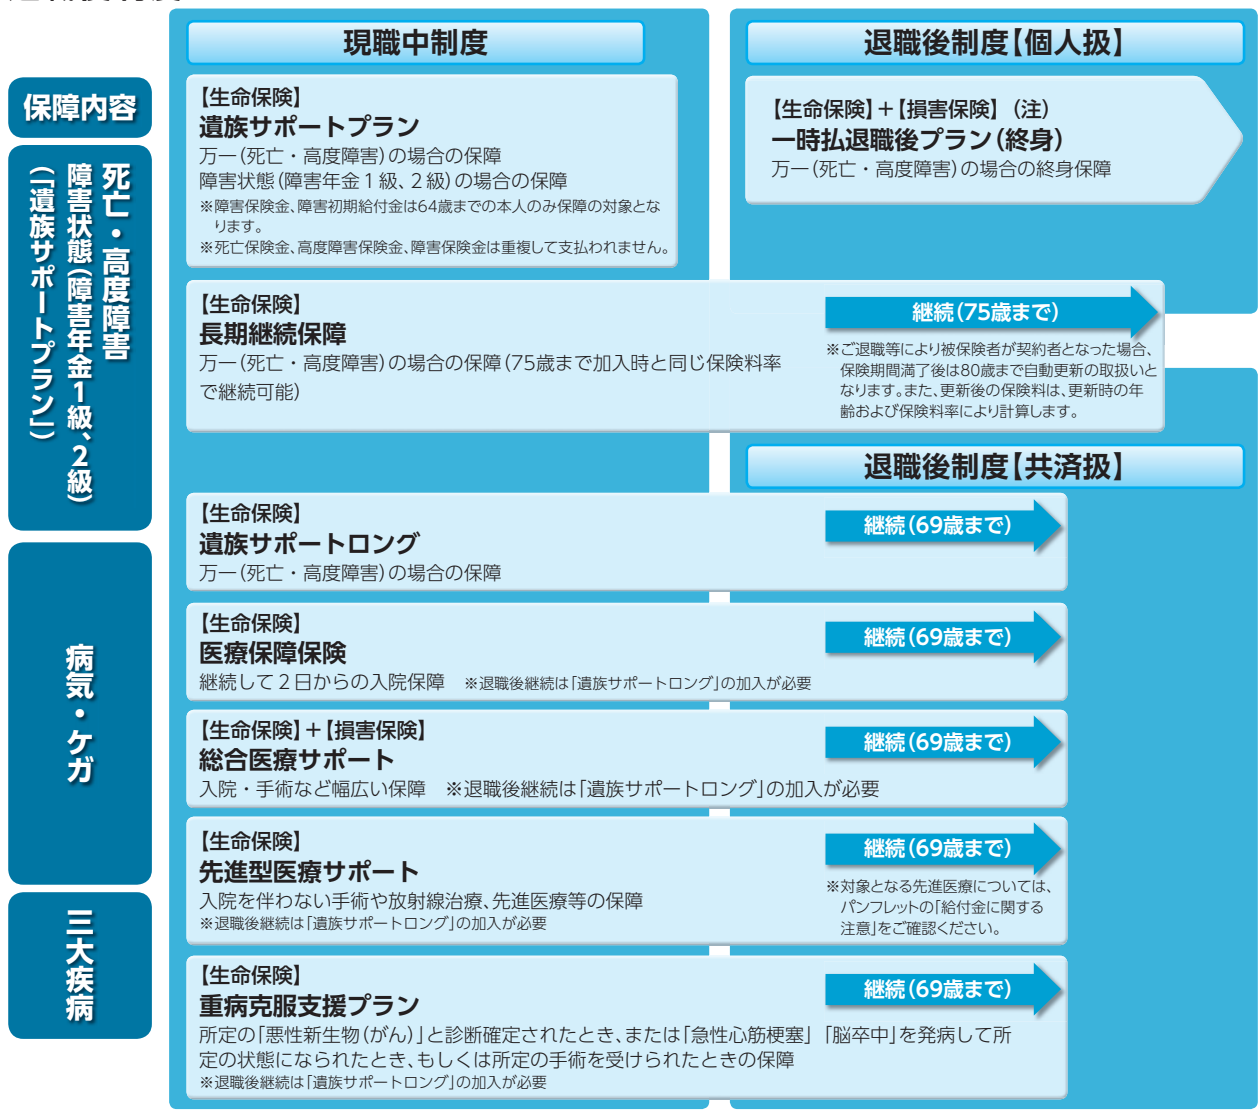 現職中制度
退職後制度【個人扱】
保障内容
【生命保険】
遺族サポートプラン
万一(死亡・高度障害)の場合の保障
障害状態(障害年金1級、2級)の場合の保障
※障害保険金、障害初期給付金は64歳までの本人のみ保障の対象とな
ります。
※死亡保険金、高度障害保険金、障害保険金は重複して支払われません。
【生命保険】+【損害保険】(注)
一時払退職後プラン(終身)
万一(死亡・高度障害)の場合の終身保障
死亡・高度障害
障害状態(障害年金1級、2級)
(「遺族サポートプラン」)
【生命保険】
長期継続保障
万一(死亡・高度障害)の場合の保障(75歳まで加入時と同じ保険料率
で継続可能)
継続(75歳まで)
※ご退職等により被保険者が契約者となった場合、
保険期間満了後は80歳まで自動更新の取扱いと
なります。また、更新後の保険料は、更新時の年
齢および保険料率により計算します。
退職後制度【共済扱】
【生命保険】
遺族サポートロング
万一(死亡・高度障害)の場合の保障
継続(69歳まで)
病気・ケガ
【生命保険】
医療保障保険
継続して2日からの入院保障 ※退職後継続は「遺族サポートロング」の加入が必要
継続(69歳まで)
【生命保険】+【損害保険】
総合医療サポート
入院・手術など幅広い保障 ※退職後継続は「遺族サポートロング」の加入が必要
継続(69歳まで)
【生命保険】
先進型医療サポート
入院を伴わない手術や放射線治療、先進医療等の保障
※退職後継続は「遺族サポートロング」の加入が必要
継続(69歳まで)
※対象となる先進医療については、
パンフレットの「給付金に関する
注意」をご確認ください。
三大疾病
【生命保険】
重病克服支援プラン
所定の「悪性新生物(がん)」と診断確定されたとき、または「急性心筋梗塞」「脳卒中」を発病して所
定の状態になられたとき、もしくは所定の手術を受けられたときの保障
※退職後継続は「遺族サポートロング」の加入が必要
継続(69歳まで)